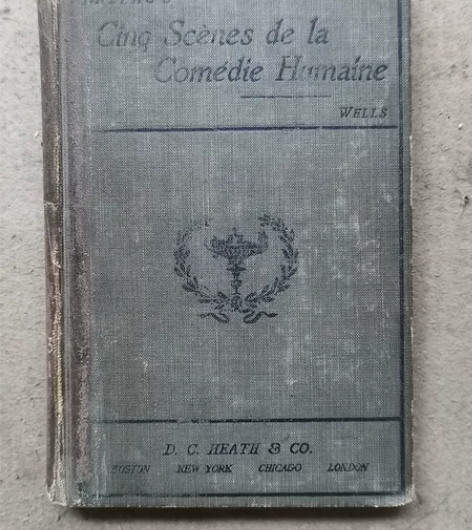 Cinq Scènes de la
Comédie Humaine
WELLS
D. C. HEATH & CO.
BOSTON NEW YORK CHICAGO LONDON